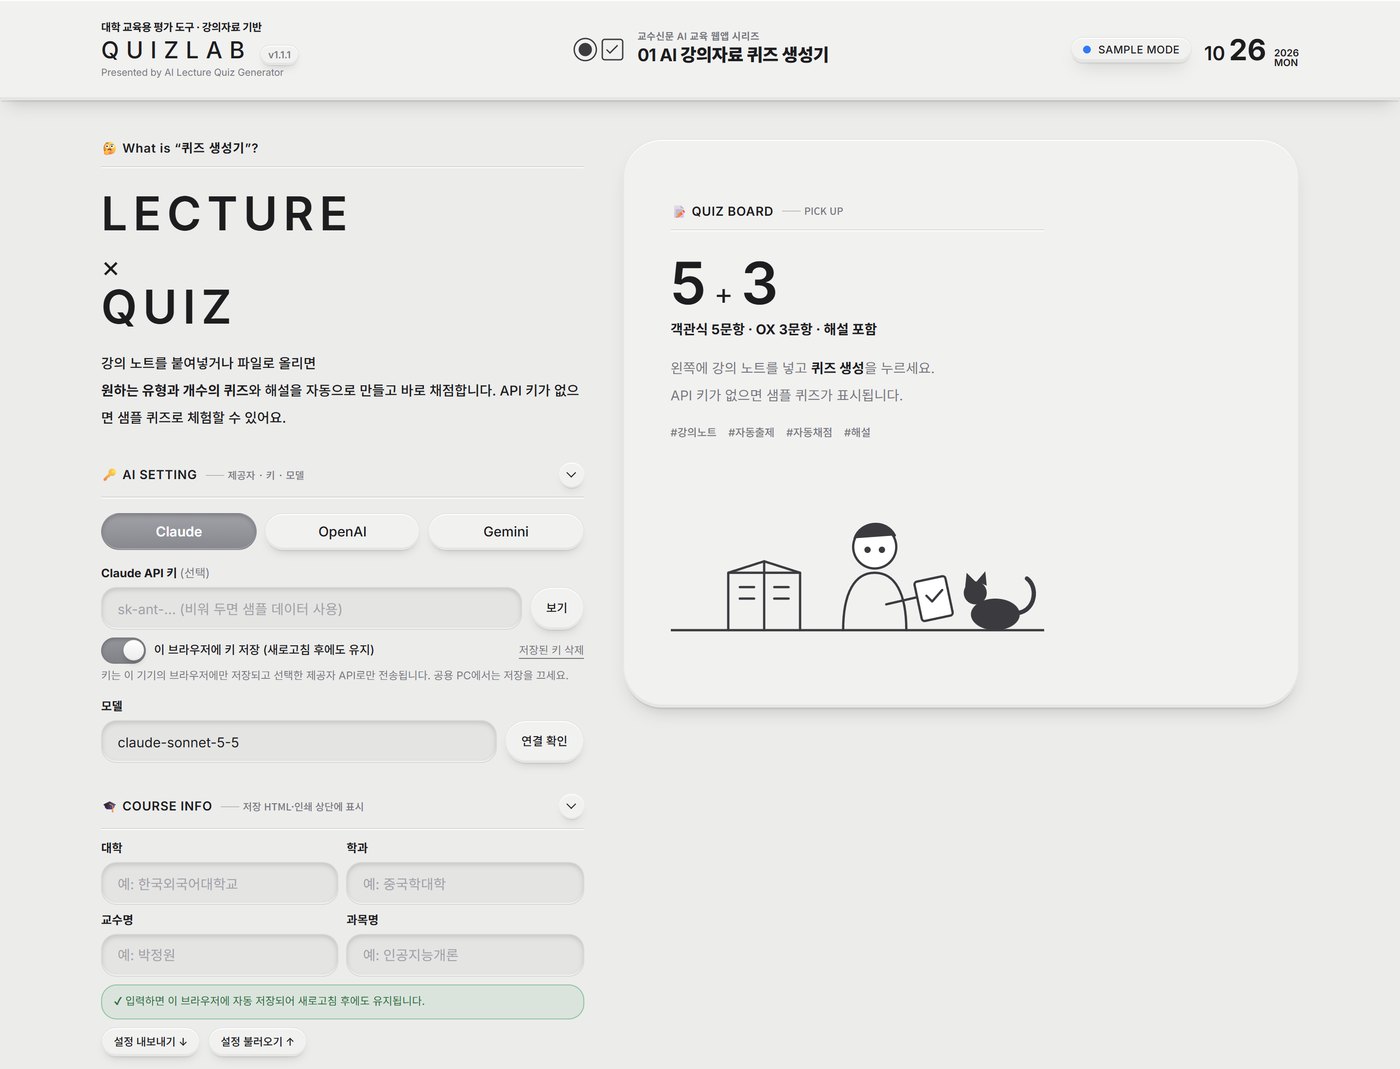 대학 교육용 평가 도구 · 강의자료 기반
QUIZLAB v1.1.1
Presented by AI Lecture Quiz Generator
교수신문 AI 교육 웹앱 시리즈
01 AI 강의자료 퀴즈 생성기
SAMPLE MODE
10 26 2026 MON
🤔 What is “퀴즈 생성기”?
LECTURE
×
QUIZ
강의 노트를 붙여넣거나 파일로 올리면
원하는 유형과 개수의 퀴즈와 해설을 자동으로 만들고 바로 채점합니다. API 키가 없으
면 샘플 퀴즈로 체험할 수 있어요.
🔑 AI SETTING — 제공자 · 키 · 모델
Claude OpenAI Gemini
Claude API 키 (선택)
sk-ant-... (비워 두면 샘플 데이터 사용) 보기
이 브라우저에 키 저장 (새로고침 후에도 유지) 저장된 키 삭제
키는 이 기기의 브라우저에만 저장되고 선택한 제공자 API로만 전송됩니다. 공용 PC에서는 저장을 끄세요.
모델
claude-sonnet-5-5 연결 확인
🎓 COURSE INFO — 저장 HTML·인쇄 상단에 표시
대학 학과
예: 한국외국어대학교 예: 중국학대학
교수명 과목명
예: 박정원 예: 인공지능개론
✓ 입력하면 이 브라우저에 자동 저장되어 새로고침 후에도 유지됩니다.
설정 내보내기 ↓ 설정 불러오기 ↑
📝 QUIZ BOARD — PICK UP
5 + 3
객관식 5문항 · OX 3문항 · 해설 포함
왼쪽에 강의 노트를 넣고 퀴즈 생성을 누르세요.
API 키가 없으면 샘플 퀴즈가 표시됩니다.
#강의노트 #자동출제 #자동채점 #해설